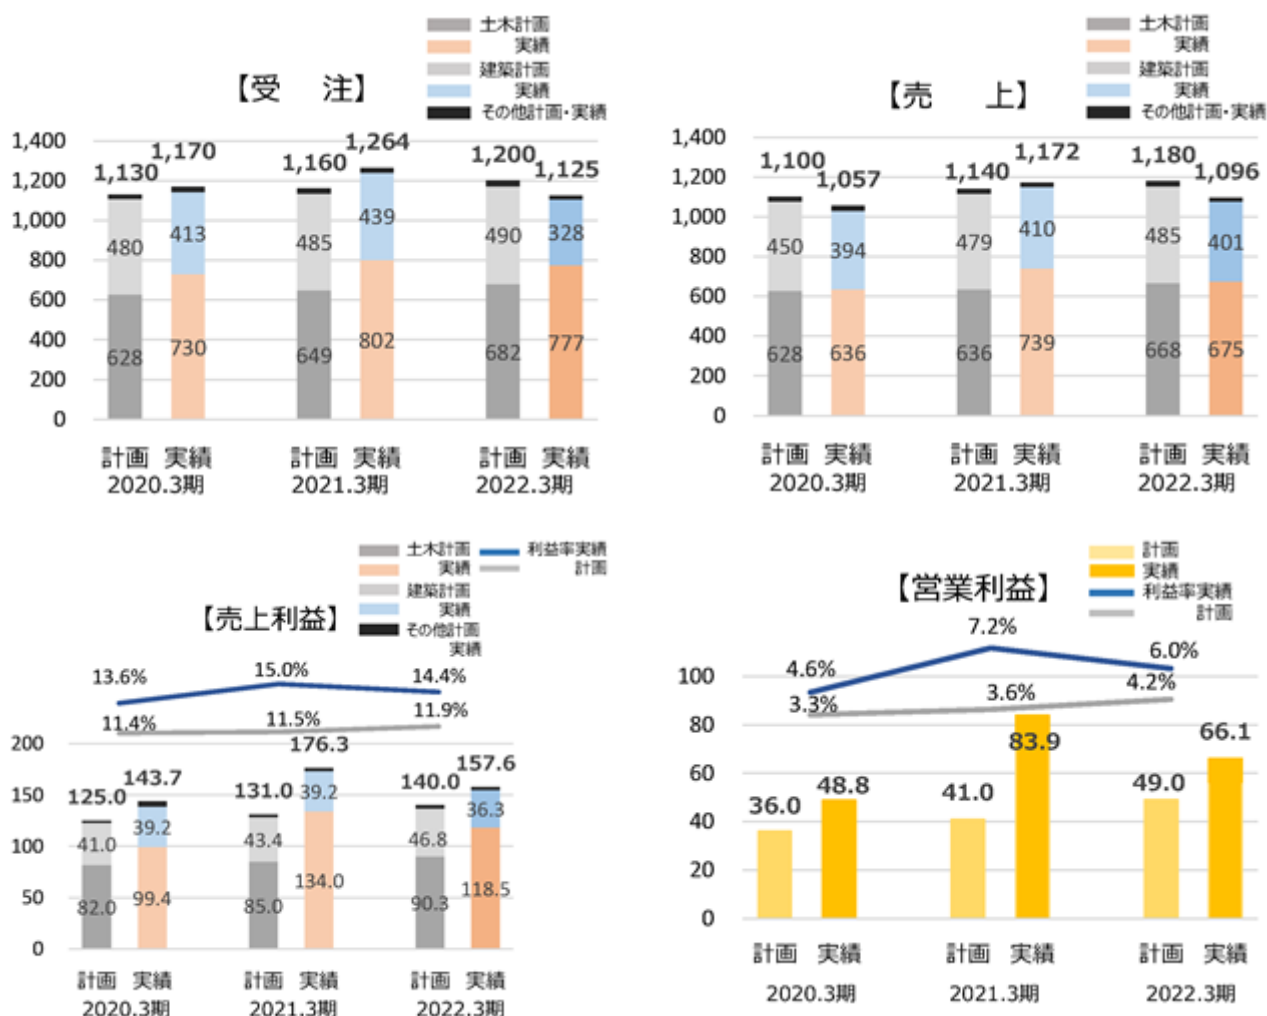 土木計画
実績
建築計画
実績
その他計画・実績
【受　注】
1,400
1,200
1,000
800
600
400
200
0
1,130 1,170 1,160 1,264 1,200 1,125
480 413 485 439 490 328
628 730 649 802 682 777
計画 実績 計画 実績 計画 実績
2020.3期 2021.3期 2022.3期
土木計画
実績
建築計画
実績
その他計画・実績
【売　上】
1,400
1,200
1,000
800
600
400
200
0
1,100 1,057 1,140 1,172 1,180 1,096
450 394 479 410 485 401
628 636 636 739 668 675
計画 実績 計画 実績 計画 実績
2020.3期 2021.3期 2022.3期
土木計画 利益率実績
実績 計画
建築計画
実績
その他計画
実績
【売上利益】
13.6% 15.0% 14.4%
11.4% 11.5% 11.9%
200
150
100
50
0
125.0 143.7 131.0 176.3 140.0 157.6
41.0 39.2 43.4 39.2 46.8 36.3
82.0 99.4 85.0 134.0 90.3 118.5
計画 実績 計画 実績 計画 実績
2020.3期 2021.3期 2022.3期
計画
実績
利益率実績
計画
【営業利益】
4.6% 7.2% 6.0%
3.3% 3.6% 4.2%
100
80
60
40
20
0
36.0 48.8 41.0 83.9 49.0 66.1
計画 実績 計画 実績 計画 実績
2020.3期 2021.3期 2022.3期